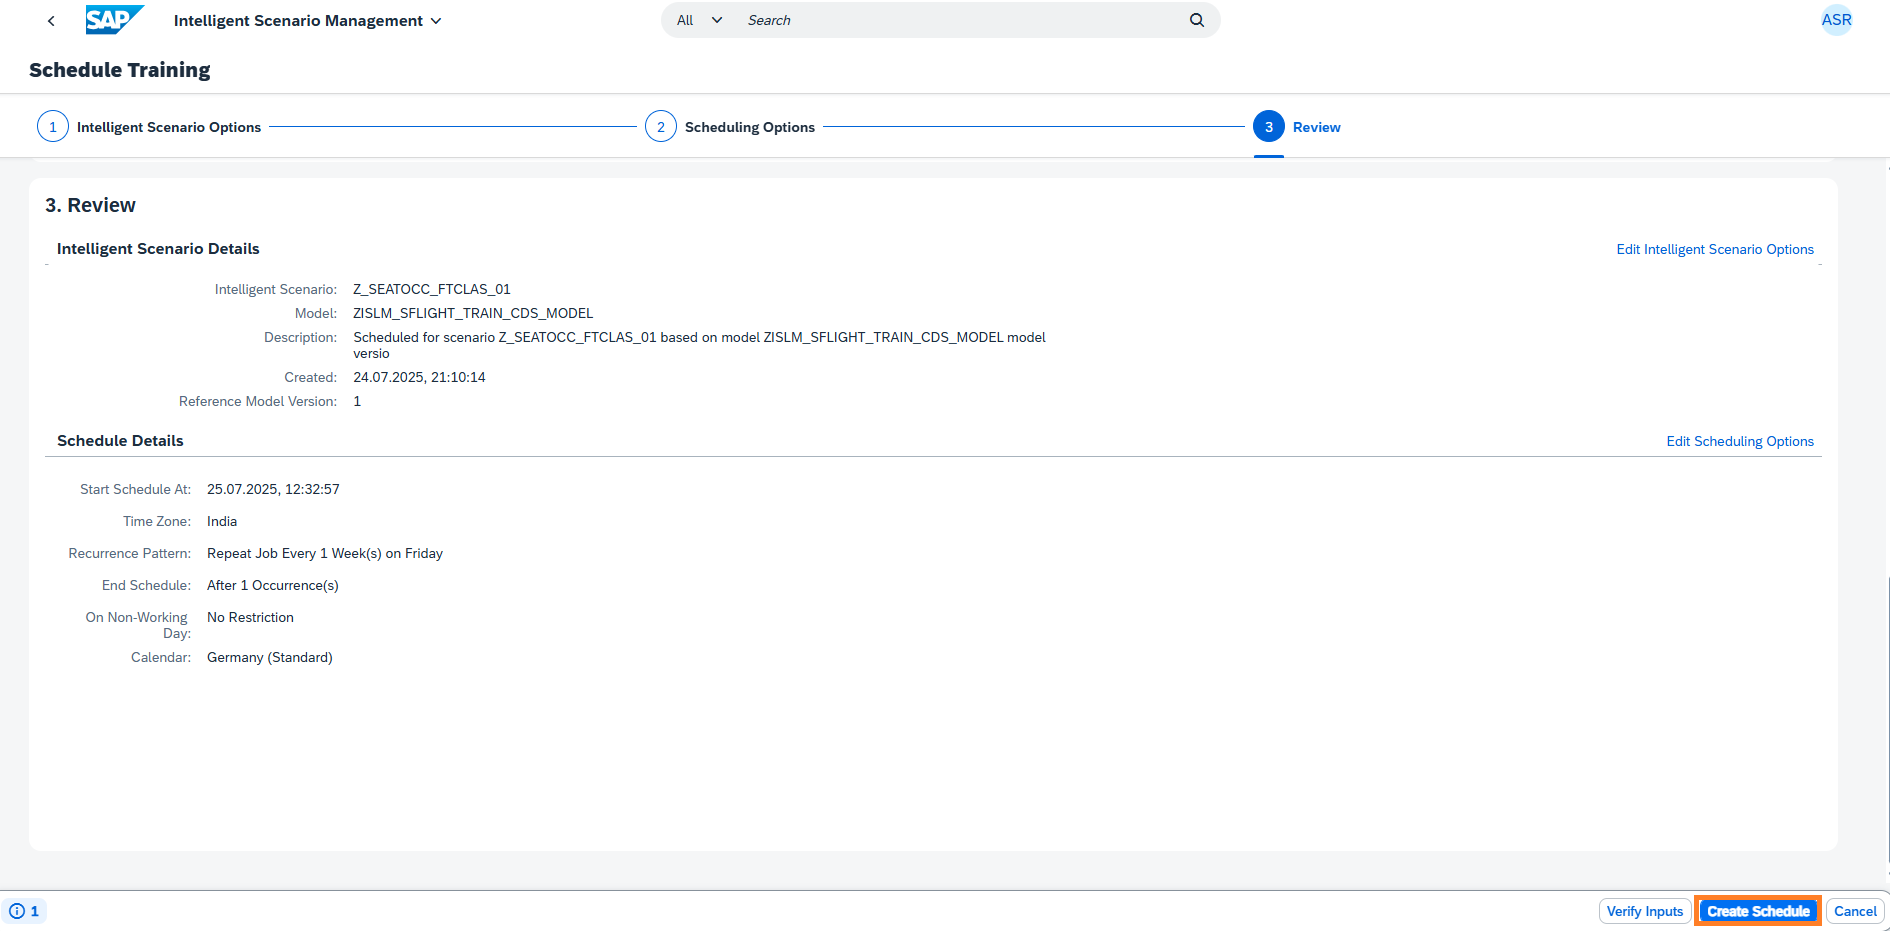 SAP Intelligent Scenario Management All Search ASR
Schedule Training
1 Intelligent Scenario Options 2 Scheduling Options 3 Review
3. Review
Intelligent Scenario Details Edit Intelligent Scenario Options
Intelligent Scenario: Z_SEATOCC_FTCLAS_01
Model: ZISLM_SFLIGHT_TRAIN_CDS_MODEL
Description: Scheduled for scenario Z_SEATOCC_FTCLAS_01 based on model ZISLM_SFLIGHT_TRAIN_CDS_MODEL model
versio
Created: 24.07.2025, 21:10:14
Reference Model Version: 1
Schedule Details Edit Scheduling Options
Start Schedule At: 25.07.2025, 12:32:57
Time Zone: India
Recurrence Pattern: Repeat Job Every 1 Week(s) on Friday
End Schedule: After 1 Occurrence(s)
On Non-Working No Restriction
Day:
Calendar: Germany (Standard)
1 Verify Inputs Create Schedule Cancel